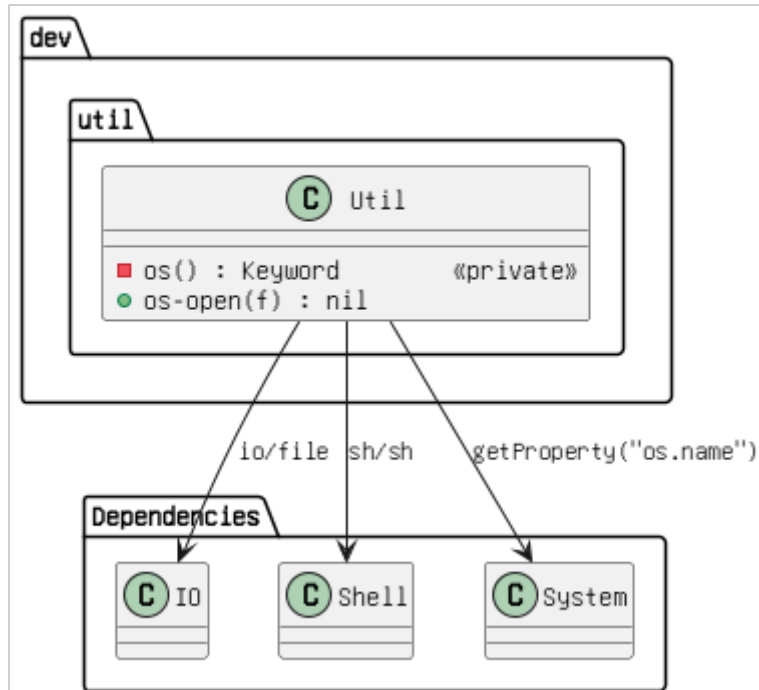 dev
util
C Util
os() : Keyword «private»
os-open(f) : nil
io/file sh/sh getProperty("os.name")
Dependencies
C IO C Shell C System